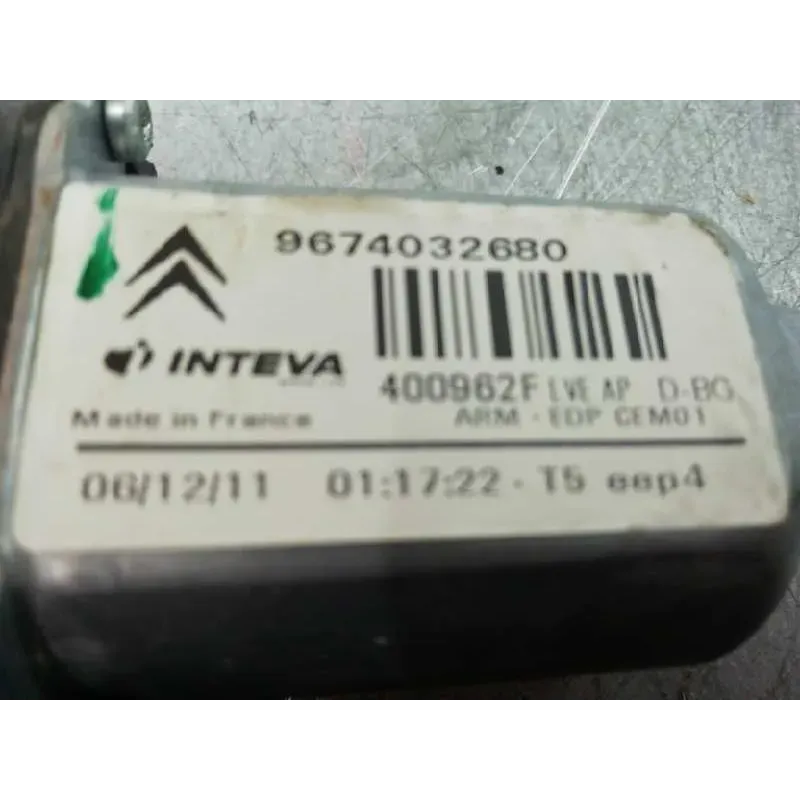 9674032680
INTEVA
400962F LVE AP D-BG
Made in France
ARM - EDP CEM01
06/12/11 01:17:22 - T5 eep4